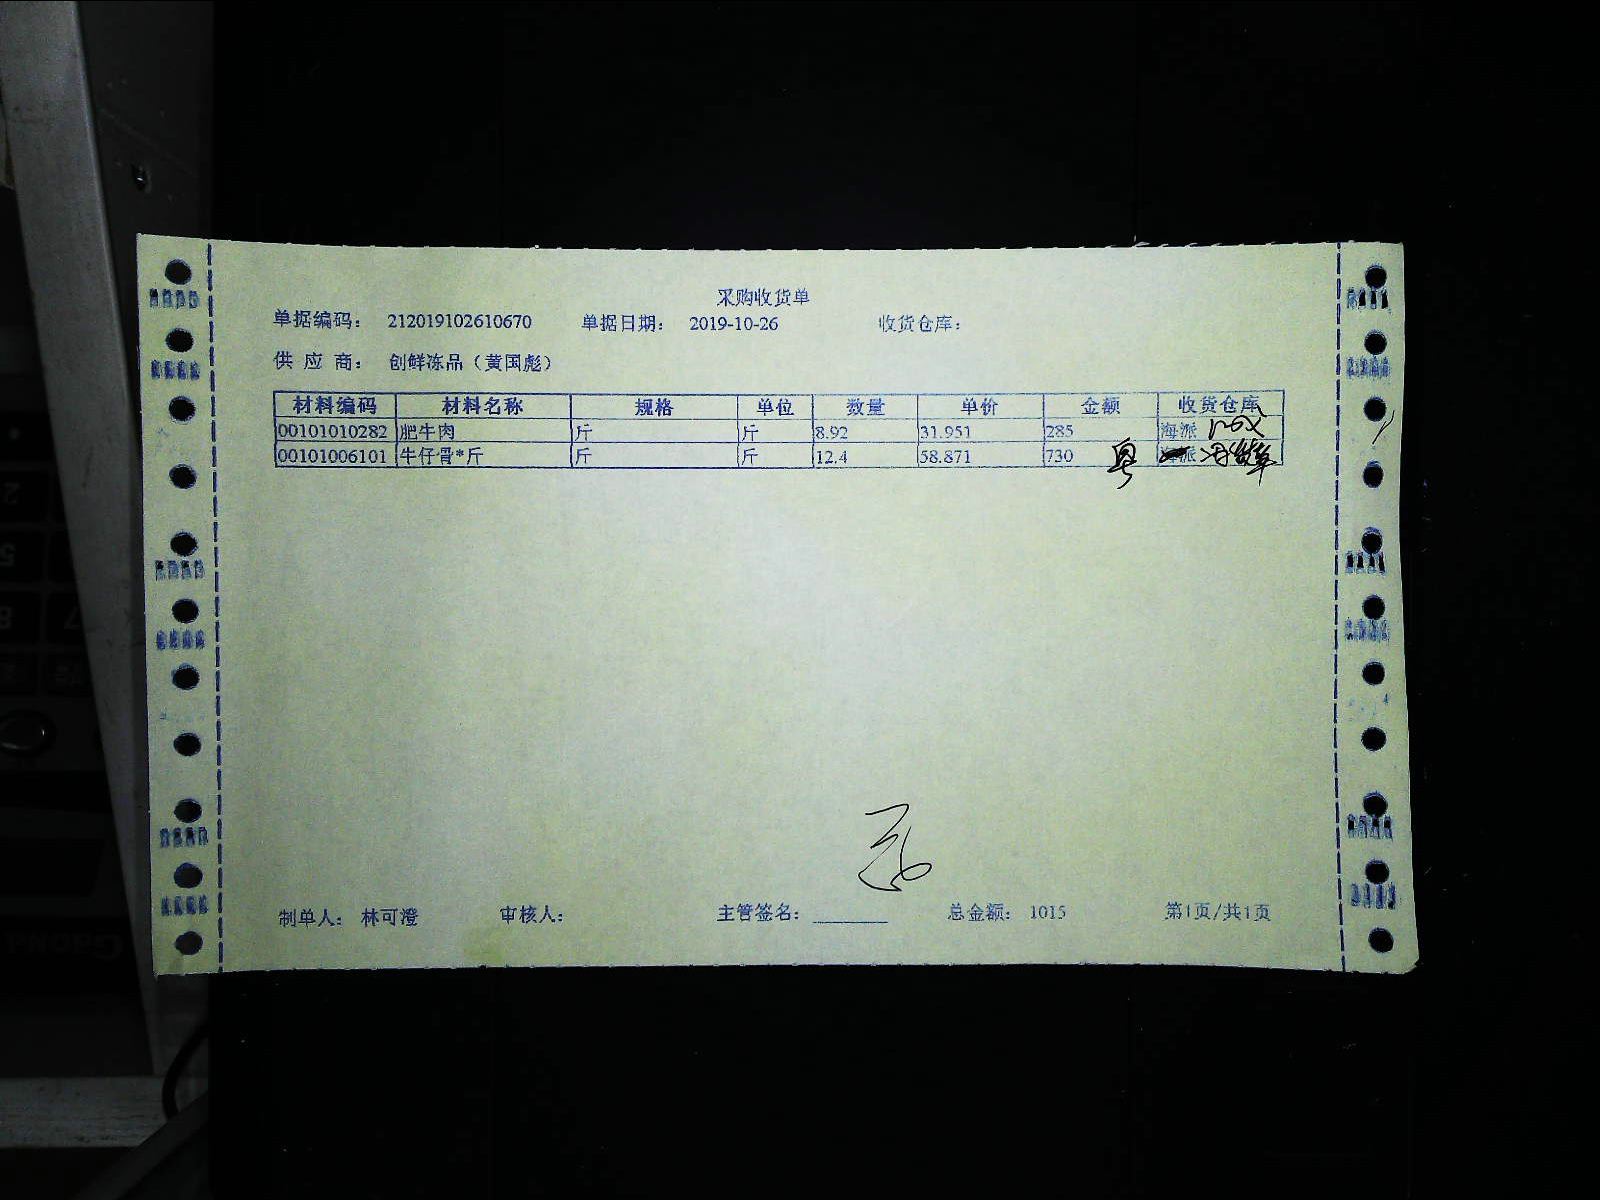 采购收货单
单据编码： 212019102610670 单据日期： 2019-10-26 收货仓库：
供 应 商： 创鲜冻品（黄国彪）
材料编码 材料名称 规格 单位 数量 单价 金额 收货仓库
00101010282 肥牛肉 斤 斤 8.92 31.951 285 海派
00101006101 牛仔骨*斤 斤 斤 12.4 58.871 730 粤 海派
制单人： 林可澄 审核人： 主管签名： 总金额： 1015 第1页/共1页